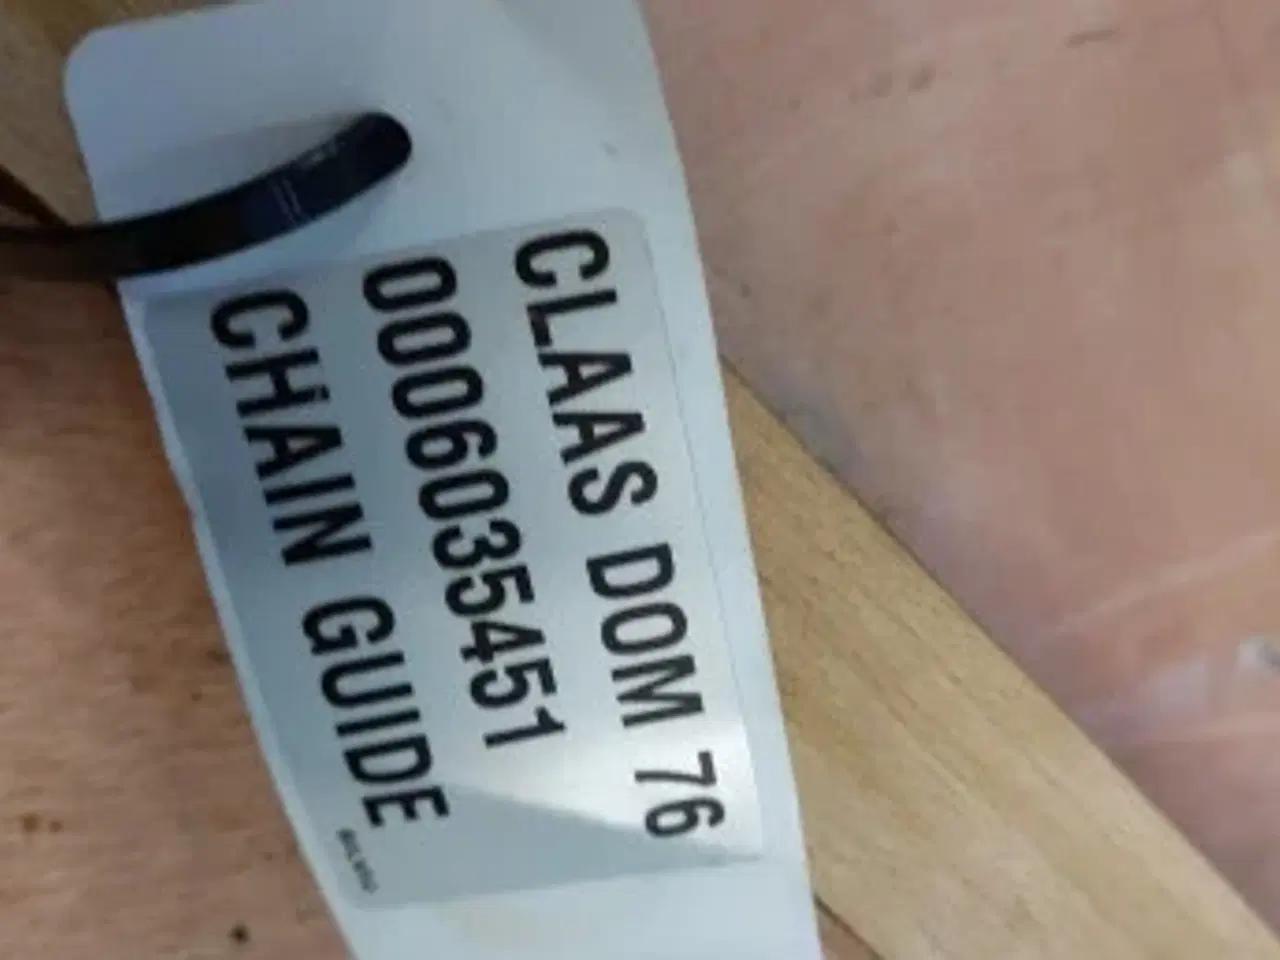 CLAAS DOM 76
0006035451
CHAIN GUIDE